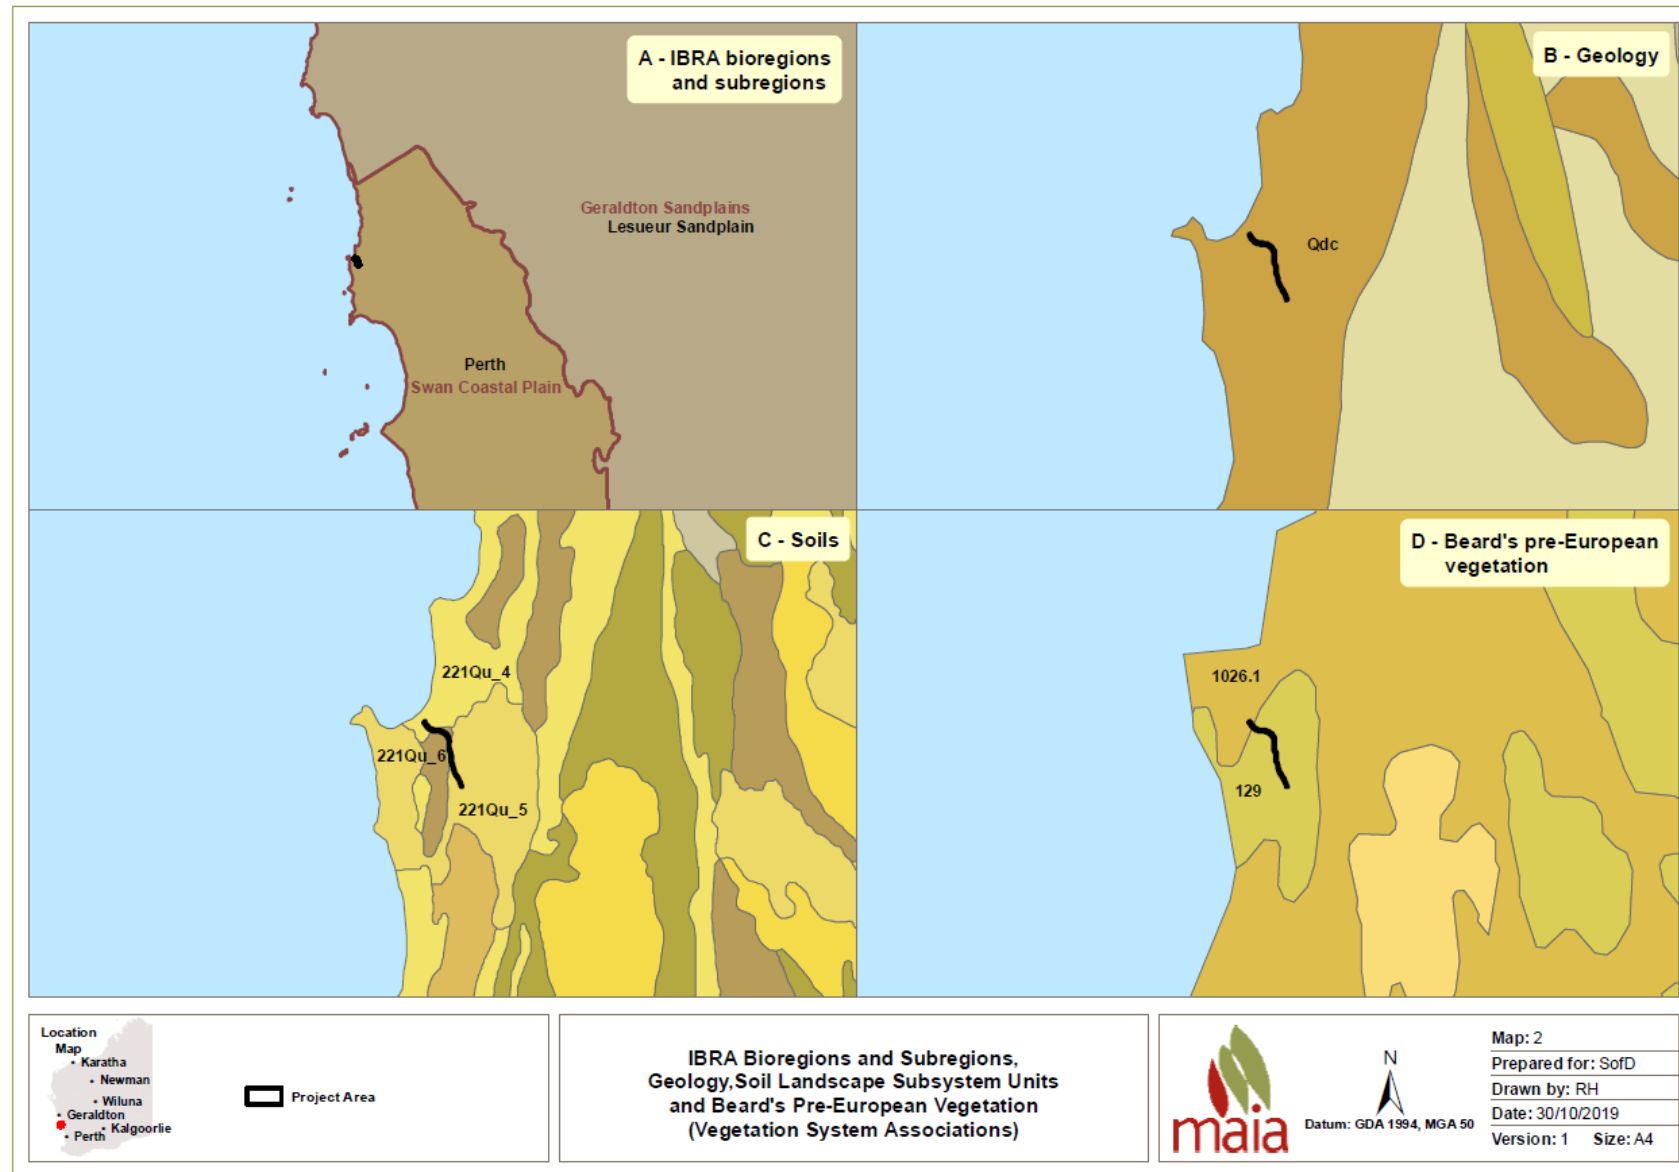 A - IBRA bioregions
and subregions
Geraldton Sandplains
Lesueur Sandplain
Perth
Swan Coastal Plain
B - Geology
Qdc
C - Soils
221Qu_4
221Qu_6
221Qu_5
D - Beard's pre-European
vegetation
1026.1
129
Location
Map
Karatha
Newman
Wiluna
Geraldton
Kalgoorlie
Perth
Project Area
IBRA Bioregions and Subregions,
Geology,Soil Landscape Subsystem Units
and Beard's Pre-European Vegetation
(Vegetation System Associations)
maia
N
Datum: GDA 1994, MGA 50
Map: 2
Prepared for: SofD
Drawn by: RH
Date: 30/10/2019
Version: 1 Size: A4